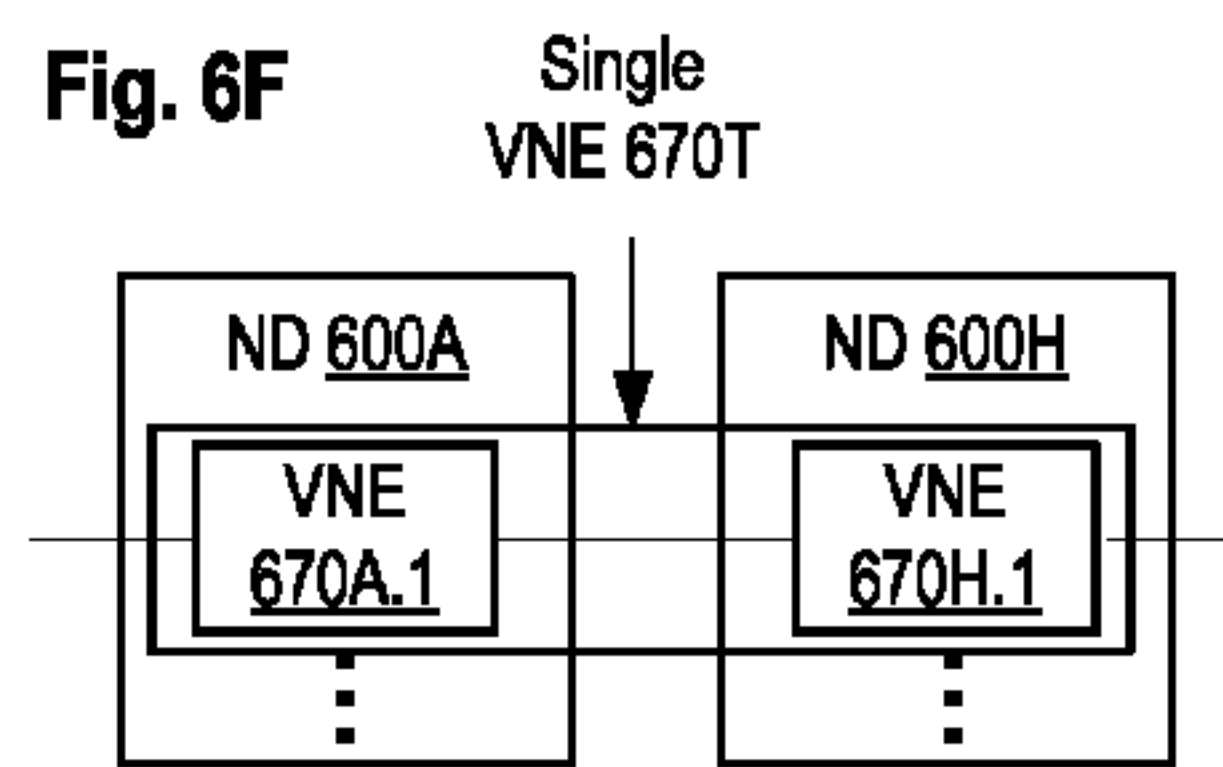 Fig. 6F
Single
VNE 670T
ND 600A
ND 600H
VNE
670A.1
VNE
670H.1